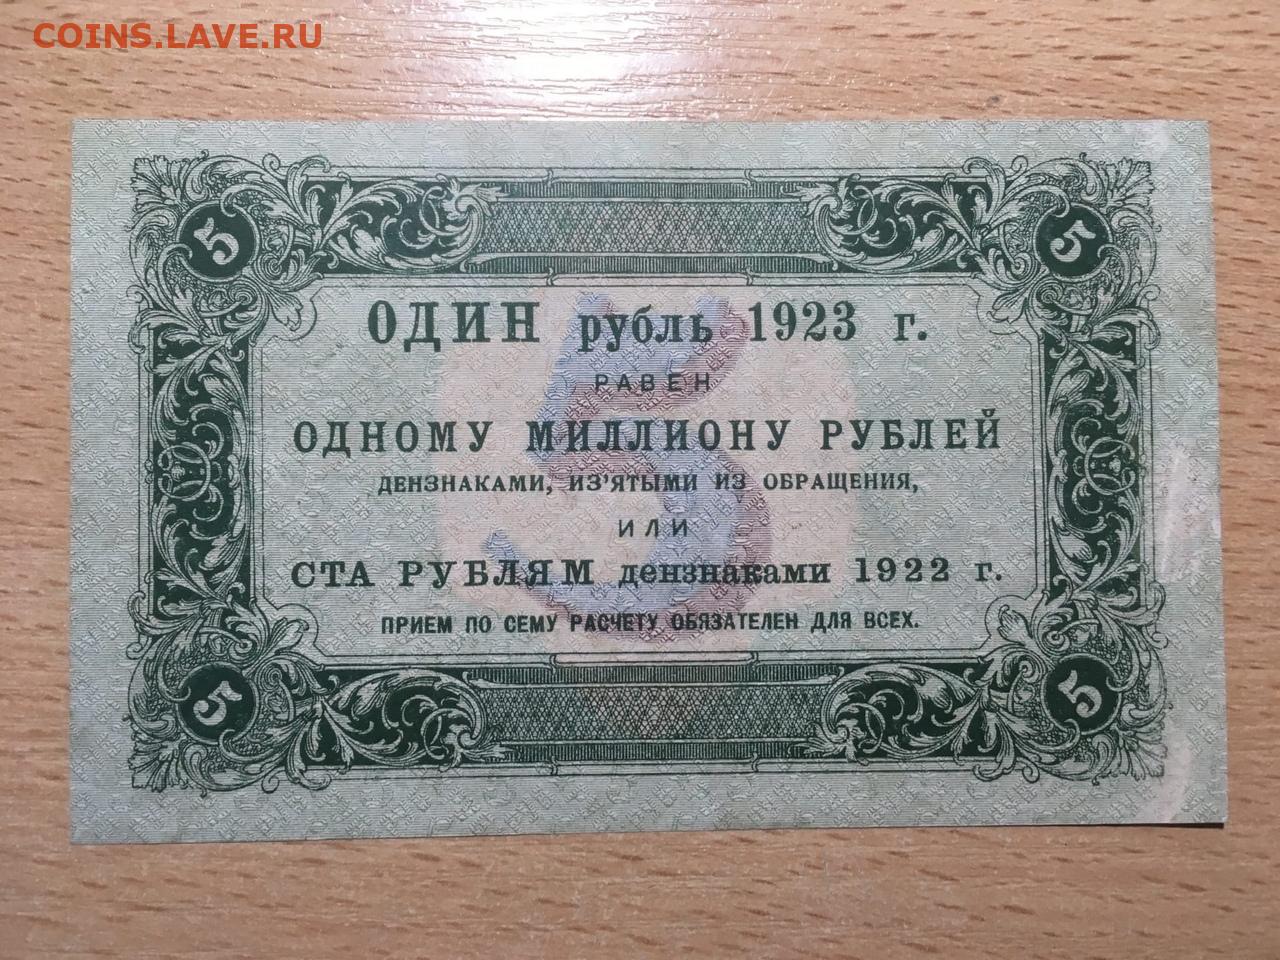 COINS.LAVE.RU
5 5
ОДИН рубль 1923 г.
РАВЕН
5
ОДНОМУ МИЛЛИОНУ РУБЛЕЙ
ДЕНЗНАКАМИ, ИЗ'ЯТЫМИ ИЗ ОБРАЩЕНИЯ,
ИЛИ
СТА РУБЛЯМ дензнаками 1922 г.
ПРИЕМ ПО СЕМУ РАСЧЕТУ ОБЯЗАТЕЛЕН ДЛЯ ВСЕХ.
5 5